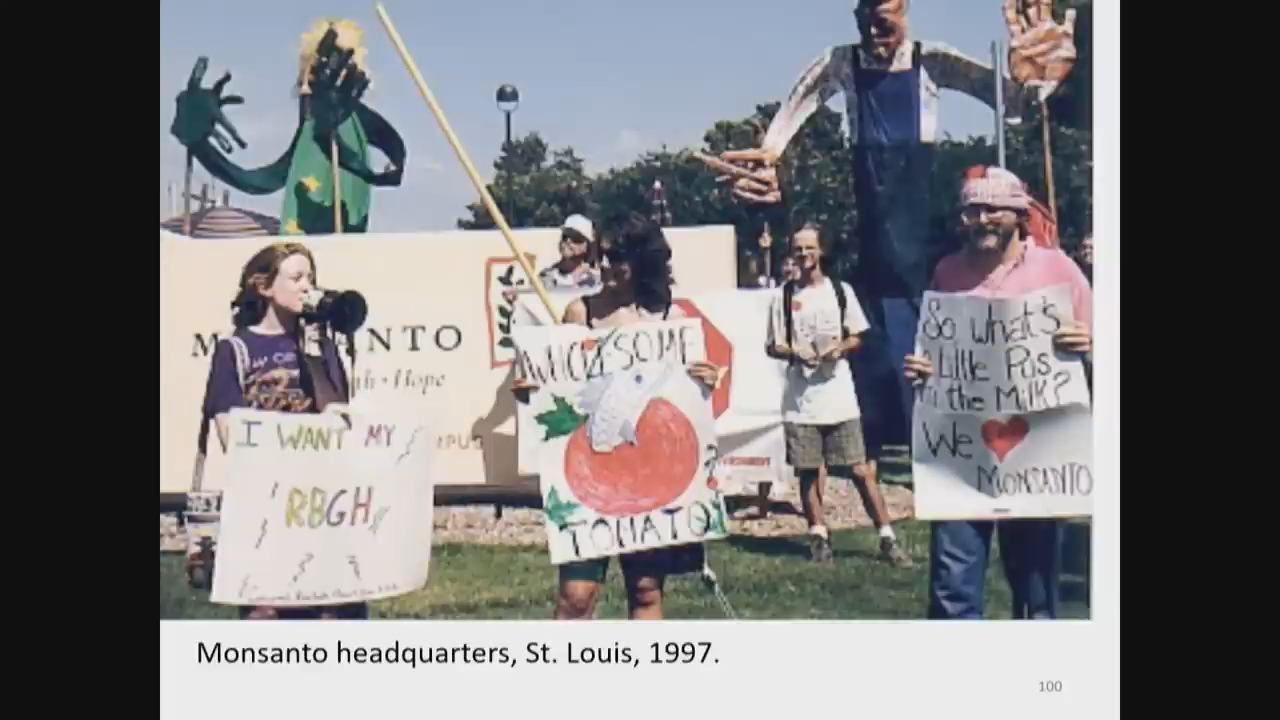 MONSANTO
Hope
I WANT MY
RBGH
WHOLESOME
TOMATO
So what's
Little Pus
in the Milk?
We
MONSANTO
Monsanto headquarters, St. Louis, 1997.
100